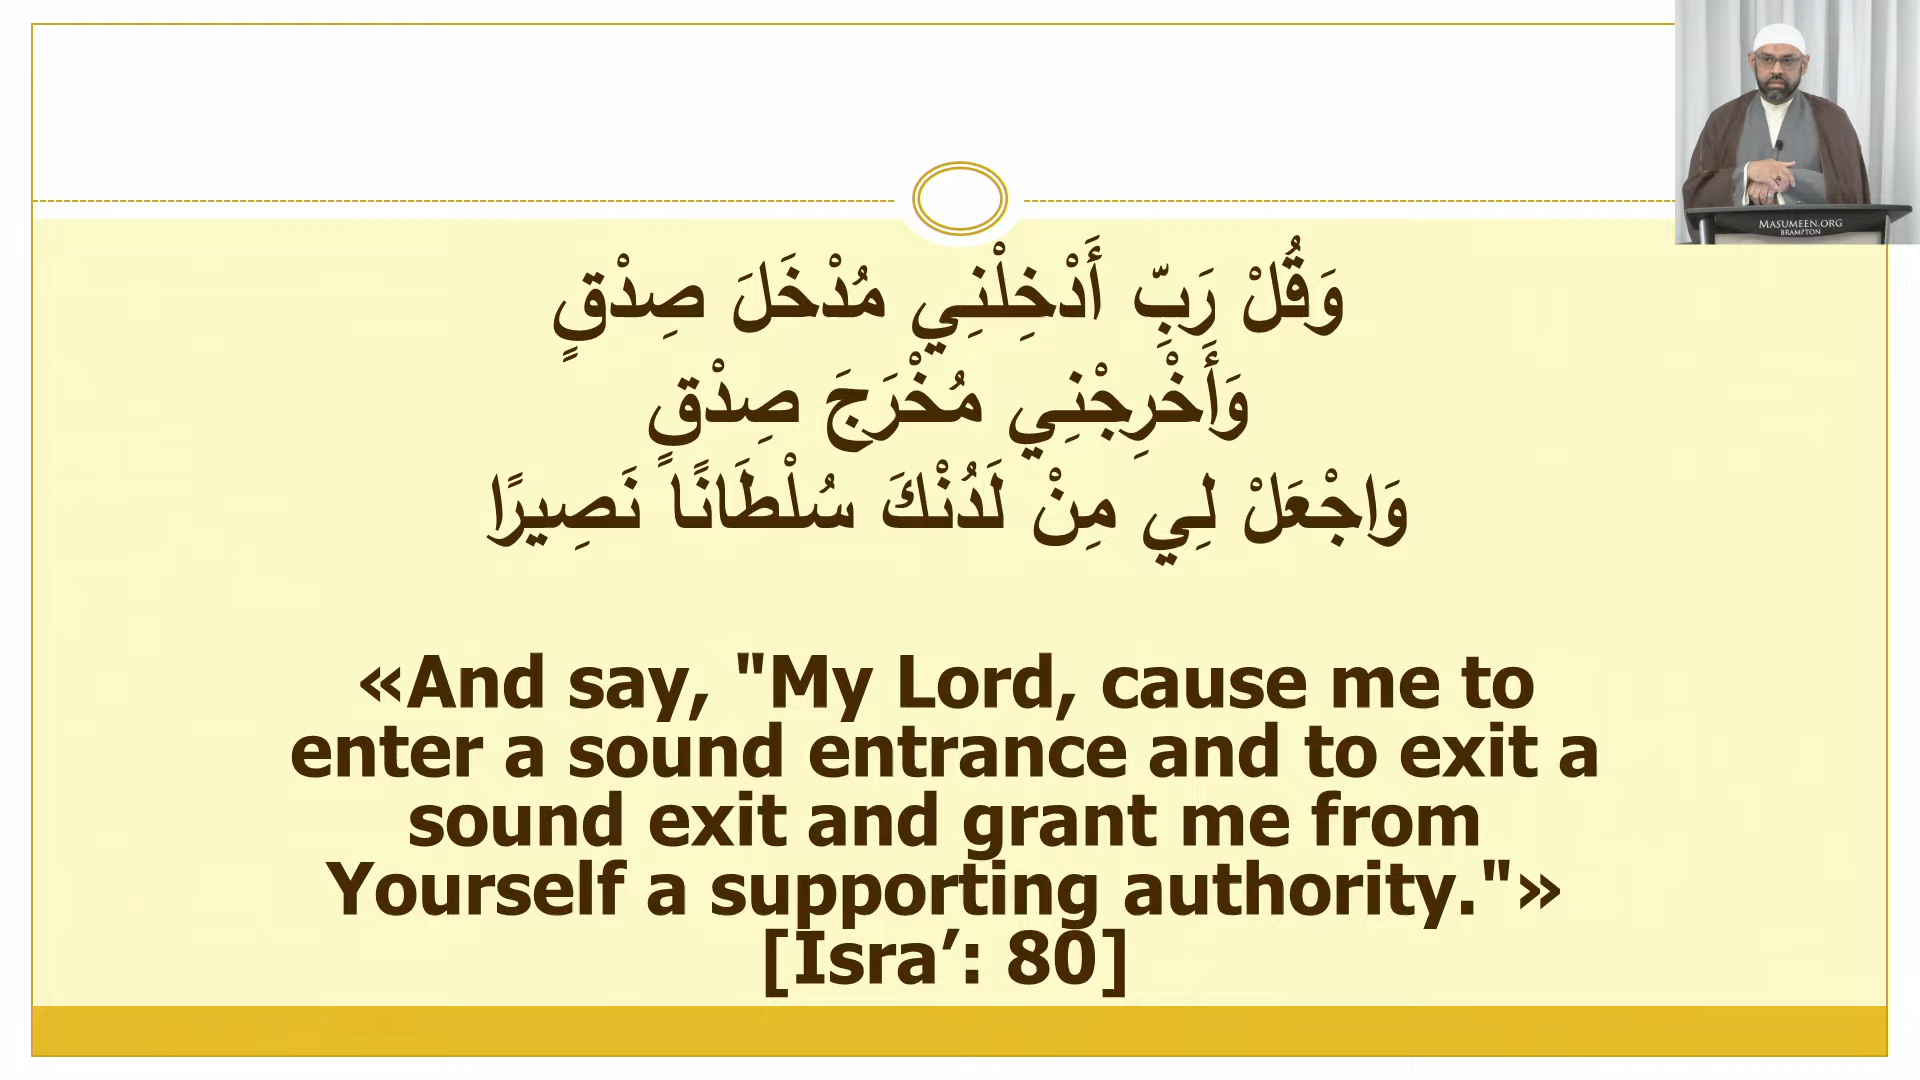 MASUMEEN.ORG
BRAMPTON
وَقُلْ رَبِّ أَدْخِلْنِي مُدْخَلَ صِدْقٍ
وَأَخْرِجْنِي مُخْرَجَ صِدْقٍ
وَاجْعَلْ لِي مِنْ لَدُنْكَ سُلْطَانًا نَصِيرًا
«And say, "My Lord, cause me to
enter a sound entrance and to exit a
sound exit and grant me from
Yourself a supporting authority."»
[Isra’: 80]